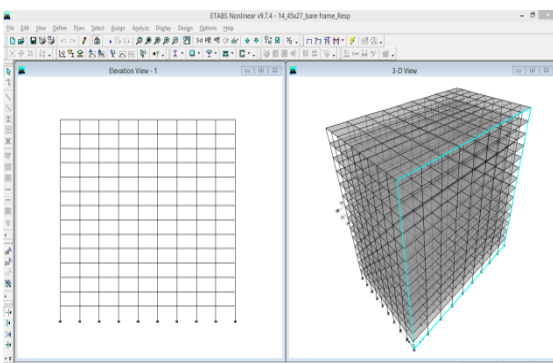 ETABS Nonlinear v9.7.4 - 14_45x27_bare frame_Resp
File Edit View Define Draw Select Assign Analyze Display Design Options Help
Elevation View - 1
3-D View